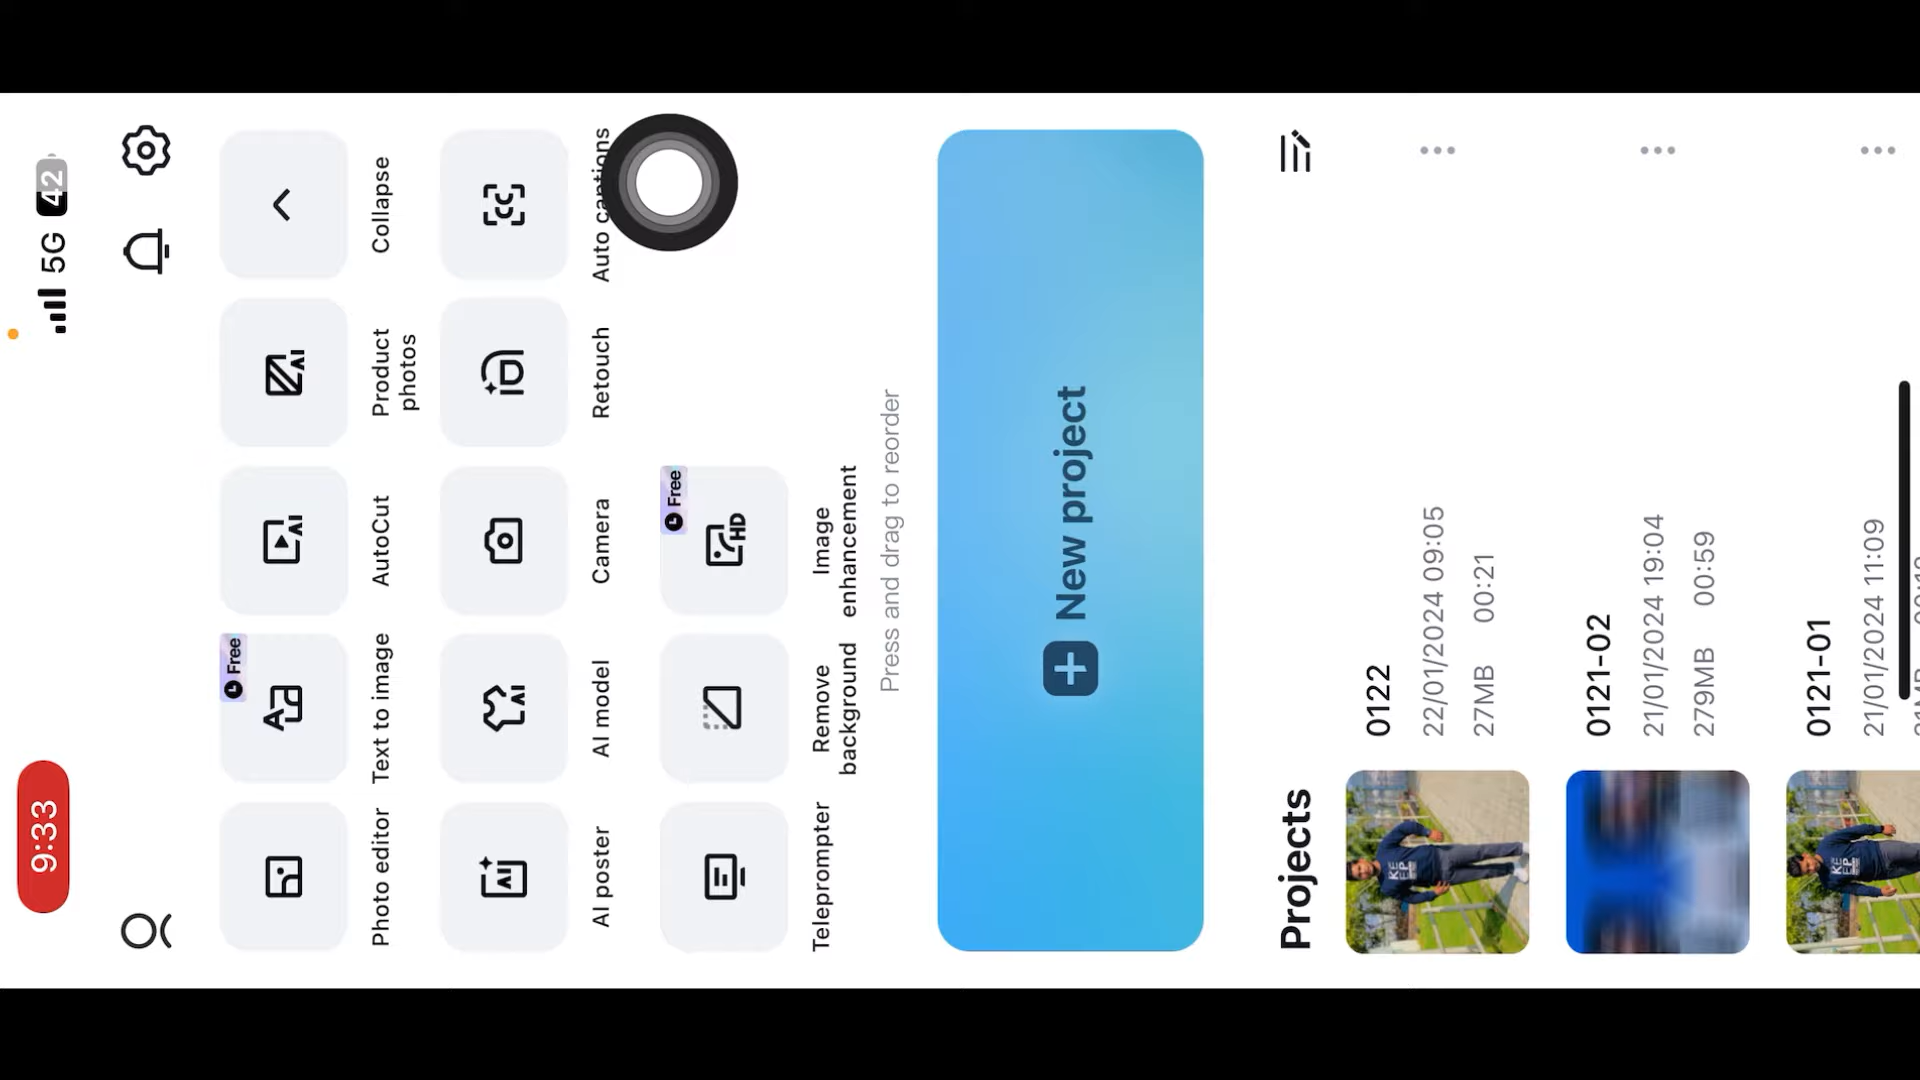 9:33
5G 42
Free
Photo editor
Text to image
AutoCut
Product
photos
Collapse
AI poster
AI model
Camera
Retouch
Auto captions
Free
HD
Teleprompter
Remove
background
Image
enhancement
Press and drag to reorder
New project
Projects
0122
22/01/2024 09:05
27MB 00:21
0121-02
21/01/2024 19:04
279MB 00:59
0121-01
21/01/2024 11:09